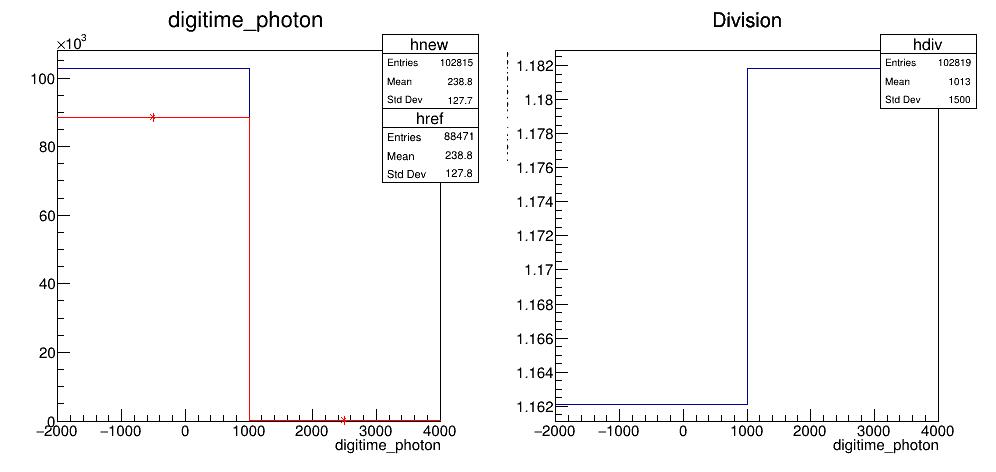 digitime_photon
×10³
hnew
Entries 102815
Mean 238.8
Std Dev 127.7
href
Entries 88471
Mean 238.8
Std Dev 127.8
100
80
60
40
20
0
−2000 −1000 0 1000 2000 3000 4000
digitime_photon
Division
hdiv
Entries 102819
Mean 1013
Std Dev 1500
1.182
1.18
1.178
1.176
1.174
1.172
1.17
1.168
1.166
1.164
1.162
−2000 −1000 0 1000 2000 3000 4000
digitime_photon